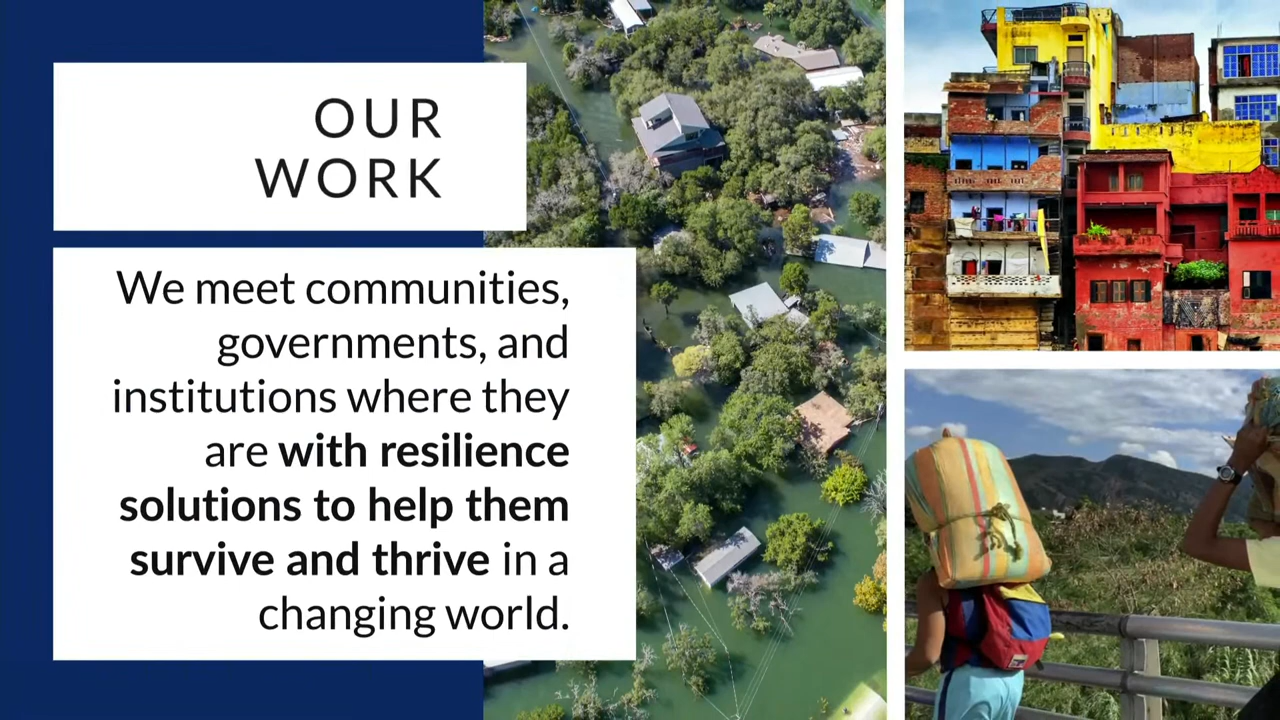 OUR
WORK
We meet communities,
governments, and
institutions where they
are with resilience
solutions to help them
survive and thrive in a
changing world.